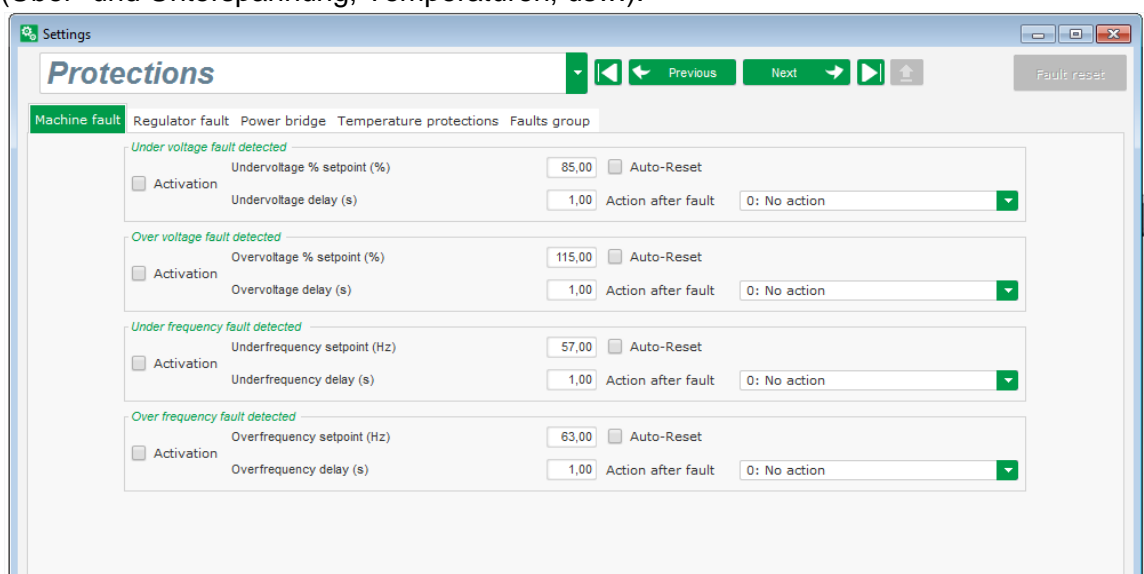 (Über- und Unterspannung, Temperaturen, usw.).
Settings
Protections
Previous Next Fault reset
Machine fault Regulator fault Power bridge Temperature protections Faults group
Under voltage fault detected
Undervoltage % setpoint (%) 85,00 Auto-Reset
Activation
Undervoltage delay (s) 1,00 Action after fault 0: No action
Over voltage fault detected
Overvoltage % setpoint (%) 115,00 Auto-Reset
Activation
Overvoltage delay (s) 1,00 Action after fault 0: No action
Under frequency fault detected
Underfrequency setpoint (Hz) 57,00 Auto-Reset
Activation
Underfrequency delay (s) 1,00 Action after fault 0: No action
Over frequency fault detected
Overfrequency setpoint (Hz) 63,00 Auto-Reset
Activation
Overfrequency delay (s) 1,00 Action after fault 0: No action